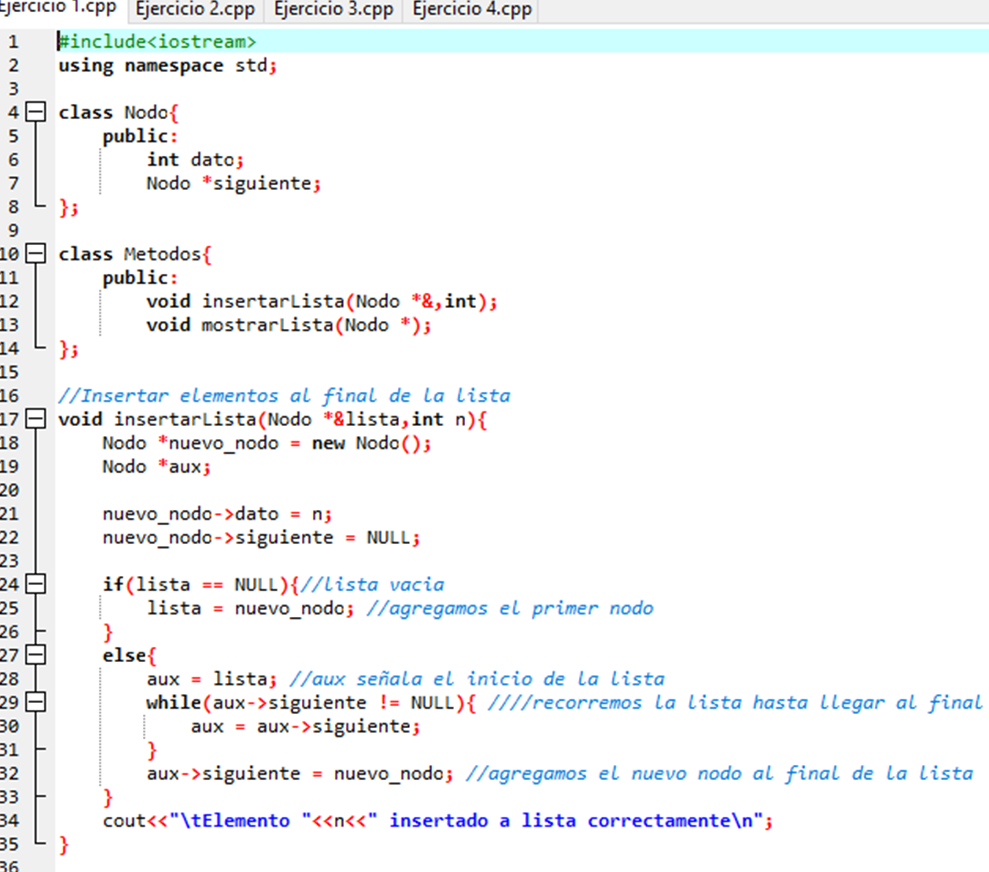 Ejercicio 1.cpp Ejercicio 2.cpp Ejercicio 3.cpp Ejercicio 4.cpp
1 #include<iostream>
2 using namespace std;
3
4 class Nodo{
5 public:
6 int dato;
7 Nodo *siguiente;
8 };
9
10 class Metodos{
11 public:
12 void insertarLista(Nodo *&,int);
13 void mostrarLista(Nodo *);
14 };
15
16 //Insertar elementos al final de la lista
17 void insertarLista(Nodo *&lista,int n){
18 Nodo *nuevo_nodo = new Nodo();
19 Nodo *aux;
20
21 nuevo_nodo->dato = n;
22 nuevo_nodo->siguiente = NULL;
23
24 if(lista == NULL){//lista vacia
25 lista = nuevo_nodo; //agregamos el primer nodo
26 }
27 else{
28 aux = lista; //aux señala el inicio de la lista
29 while(aux->siguiente != NULL){ ////recorremos la lista hasta llegar al final
30 aux = aux->siguiente;
31 }
32 aux->siguiente = nuevo_nodo; //agregamos el nuevo nodo al final de la lista
33 }
34 cout<<"\tElemento "<<n<<" insertado a lista correctamente\n";
35 }
36